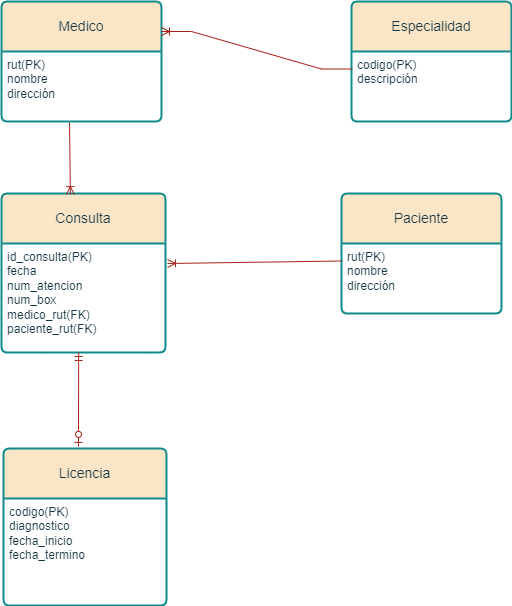 Medico
rut(PK)
nombre
dirección
Especialidad
codigo(PK)
descripción
Consulta
id_consulta(PK)
fecha
num_atencion
num_box
medico_rut(FK)
paciente_rut(FK)
Paciente
rut(PK)
nombre
dirección
Licencia
codigo(PK)
diagnostico
fecha_inicio
fecha_termino